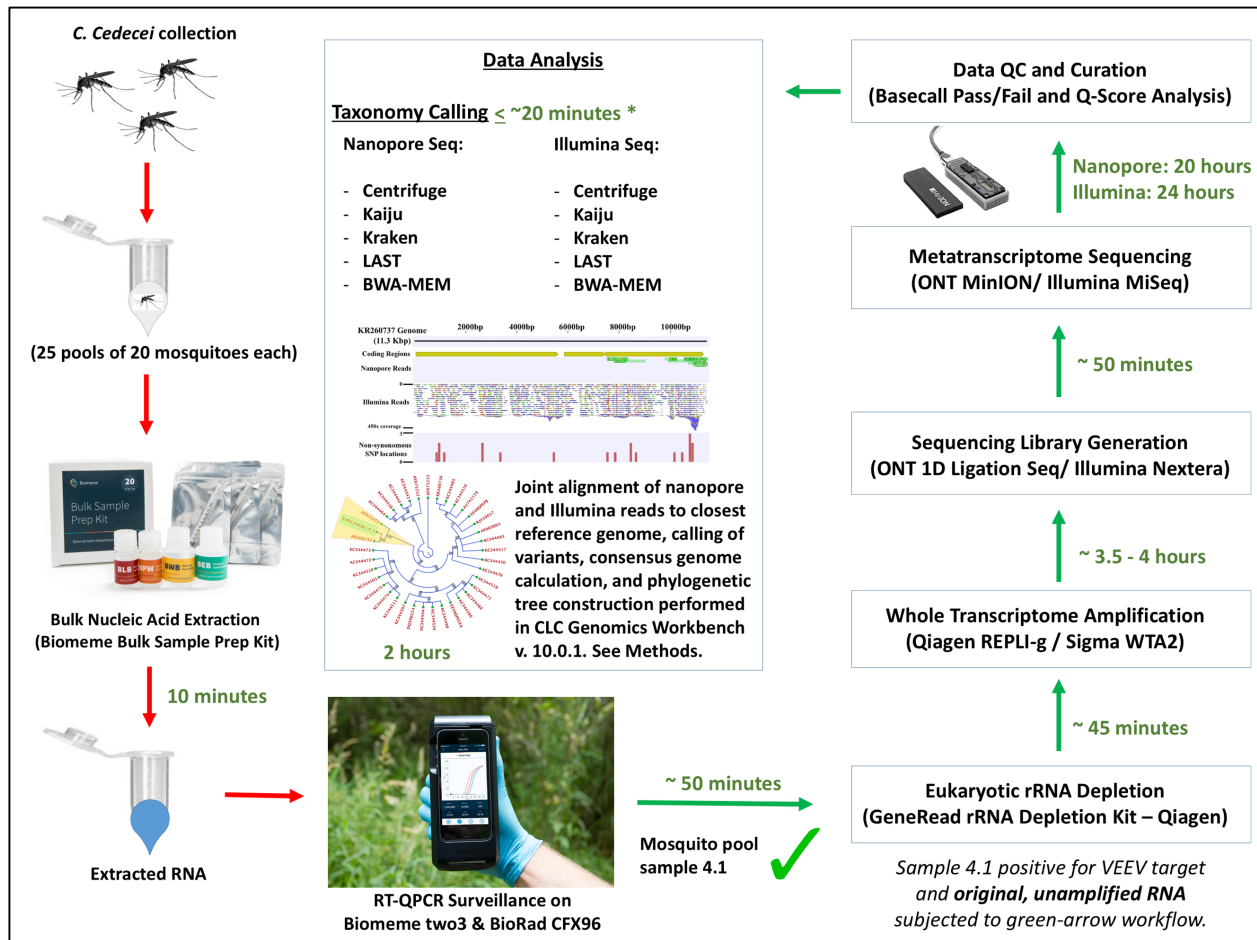 C. Cedecei collection
(25 pools of 20 mosquitoes each)
Biomeme
20
Bulk Sample
Prep Kit
BLB
BPW
BWB
BEB
Bulk Nucleic Acid Extraction
(Biomeme Bulk Sample Prep Kit)
10 minutes
Extracted RNA
Data Analysis
Taxonomy Calling < ~20 minutes *
Nanopore Seq:
- Centrifuge
- Kaiju
- Kraken
- LAST
- BWA-MEM
Illumina Seq:
- Centrifuge
- Kaiju
- Kraken
- LAST
- BWA-MEM
KR260737 Genome
(11.3 Kbp)
2000bp 4000bp 6000bp 8000bp 10000bp
Coding Regions
Nanopore Reads
0
Illumina Reads
450x coverage
3
Non-synonomous
SNP locations
0
2 hours
Joint alignment of nanopore
and Illumina reads to closest
reference genome, calling of
variants, consensus genome
calculation, and phylogenetic
tree construction performed
in CLC Genomics Workbench
v. 10.0.1. See Methods.
RT-QPCR Surveillance on
Biomeme two3 & BioRad CFX96
~ 50 minutes
Mosquito pool
sample 4.1
Data QC and Curation
(Basecall Pass/Fail and Q-Score Analysis)
Nanopore: 20 hours
Illumina: 24 hours
Metatranscriptome Sequencing
(ONT MinION/ Illumina MiSeq)
~ 50 minutes
Sequencing Library Generation
(ONT 1D Ligation Seq/ Illumina Nextera)
~ 3.5 - 4 hours
Whole Transcriptome Amplification
(Qiagen REPLI-g / Sigma WTA2)
~ 45 minutes
Eukaryotic rRNA Depletion
(GeneRead rRNA Depletion Kit – Qiagen)
Sample 4.1 positive for VEEV target
and original, unamplified RNA
subjected to green-arrow workflow.